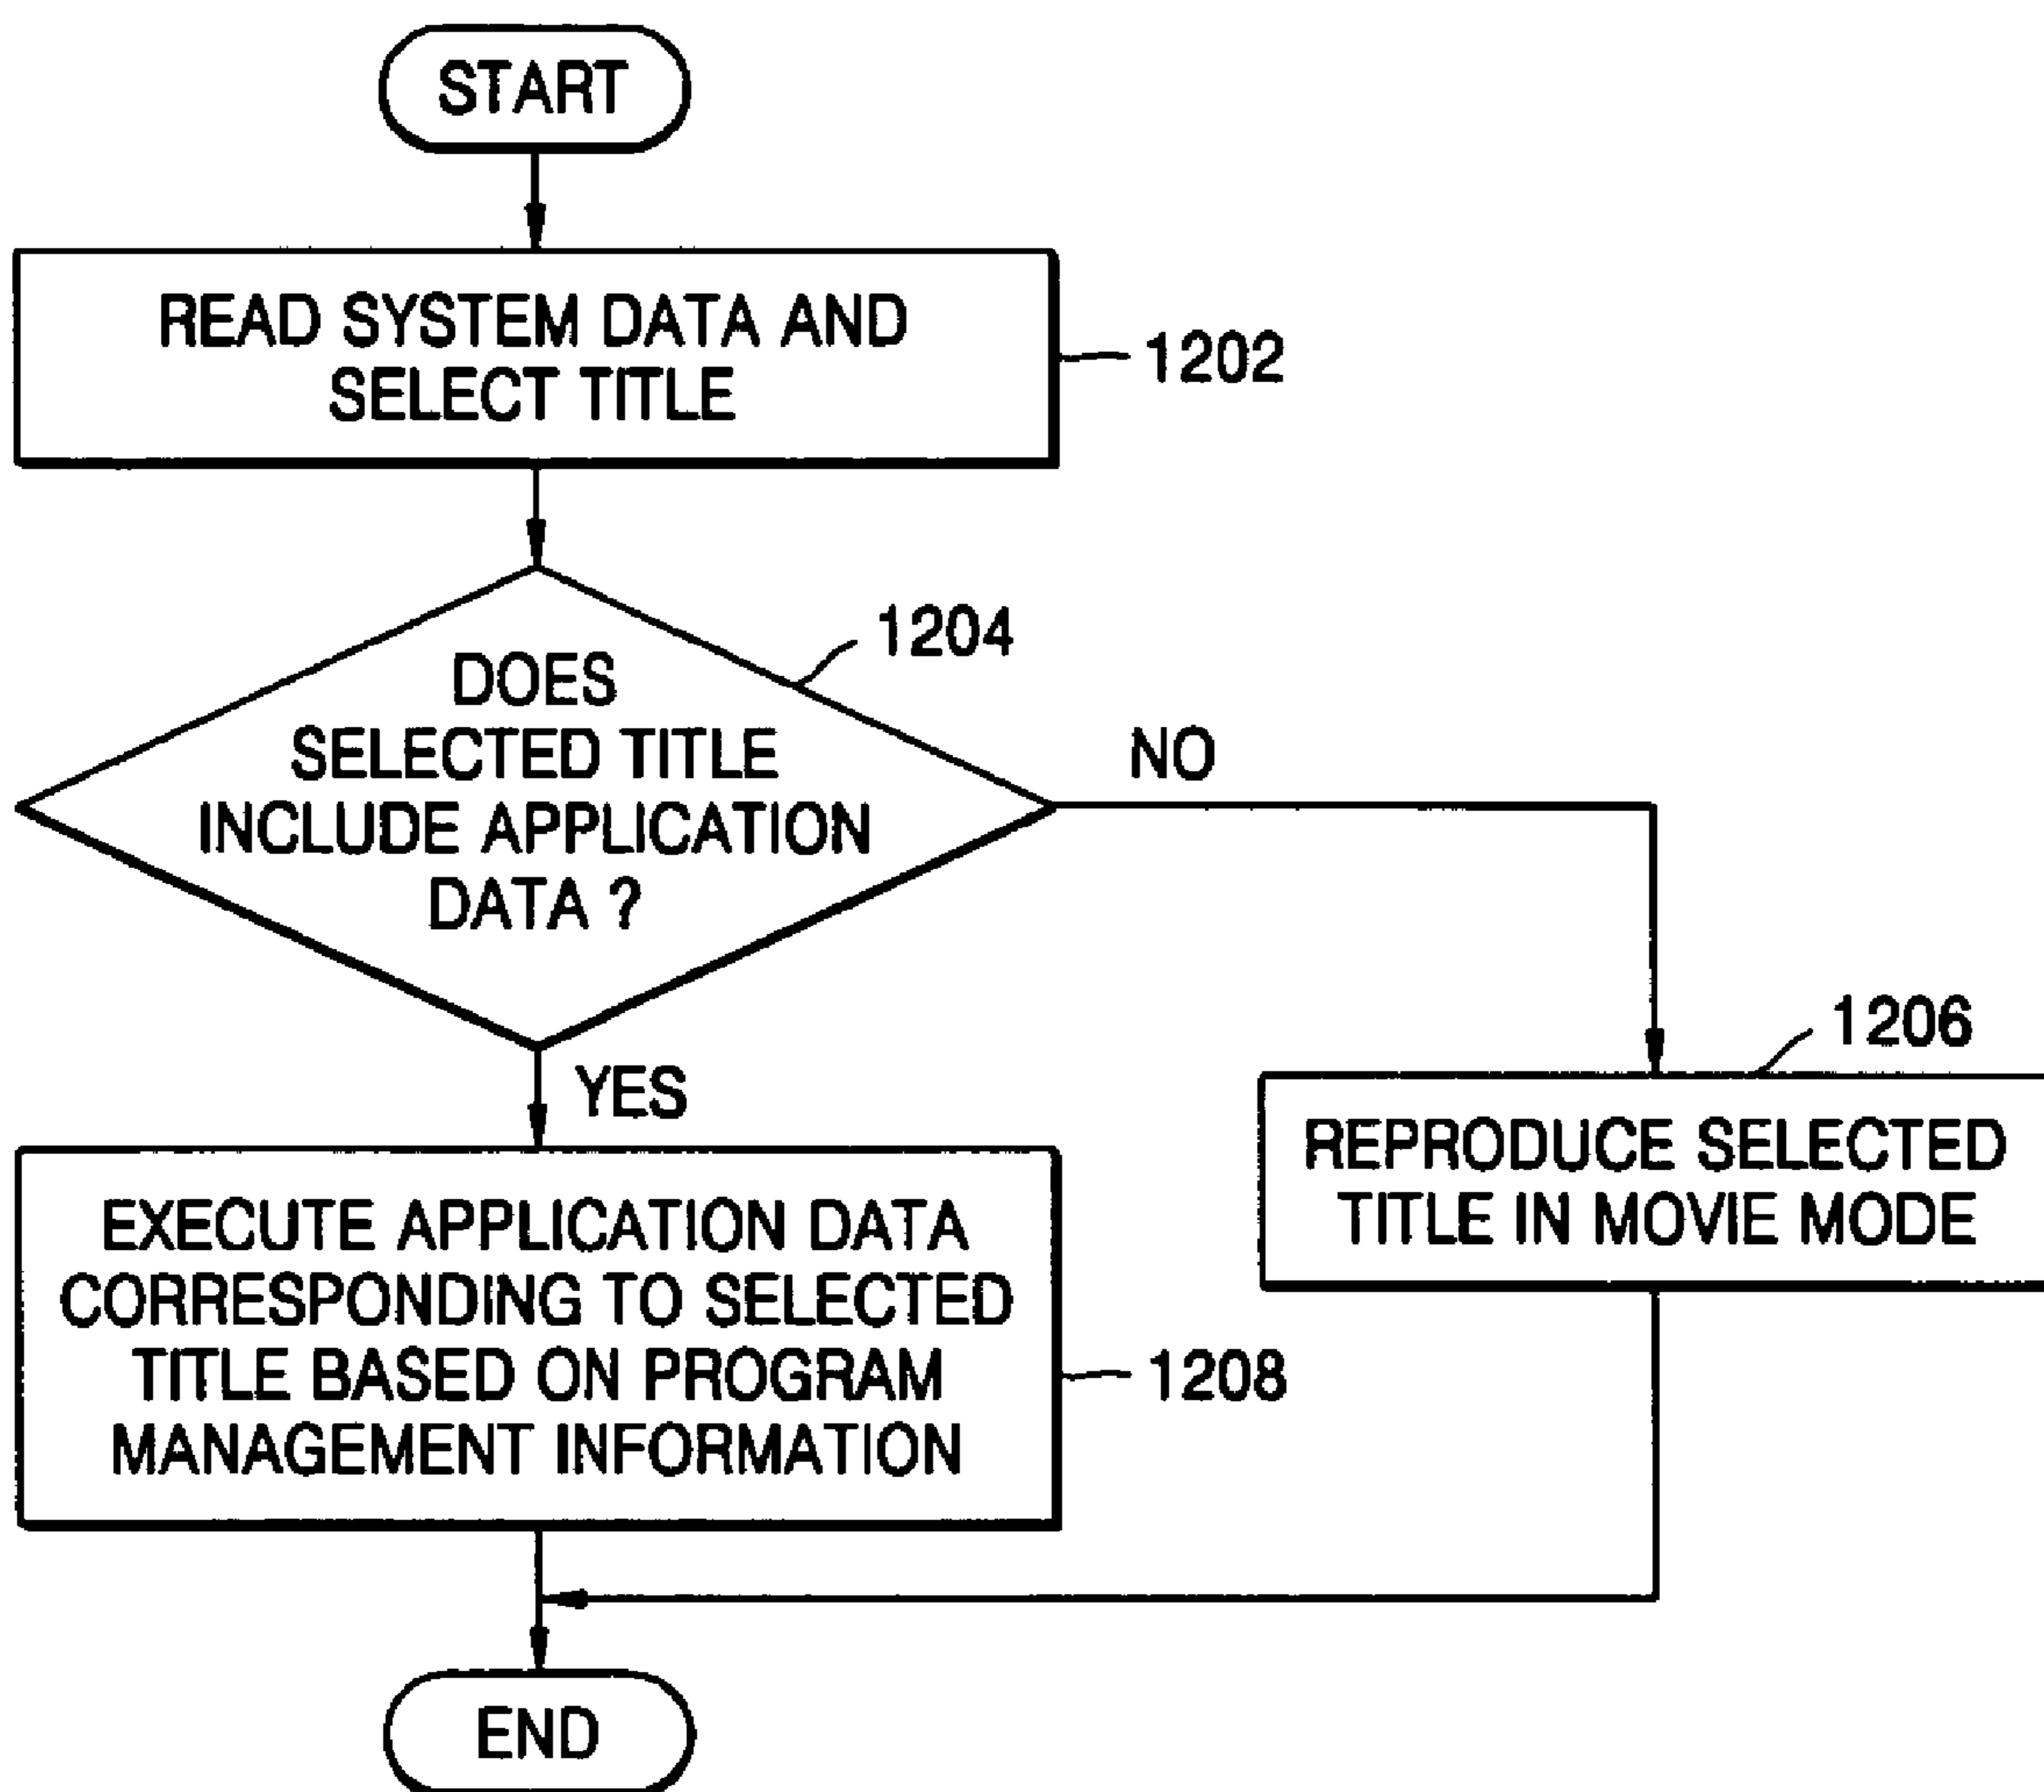 START
READ SYSTEM DATA AND
SELECT TITLE
1202
1204
DOES
SELECTED TITLE
INCLUDE APPLICATION
DATA ?
NO
YES
1206
REPRODUCE SELECTED
TITLE IN MOVIE MODE
EXECUTE APPLICATION DATA
CORRESPONDING TO SELECTED
TITLE BASED ON PROGRAM
MANAGEMENT INFORMATION
1208
END